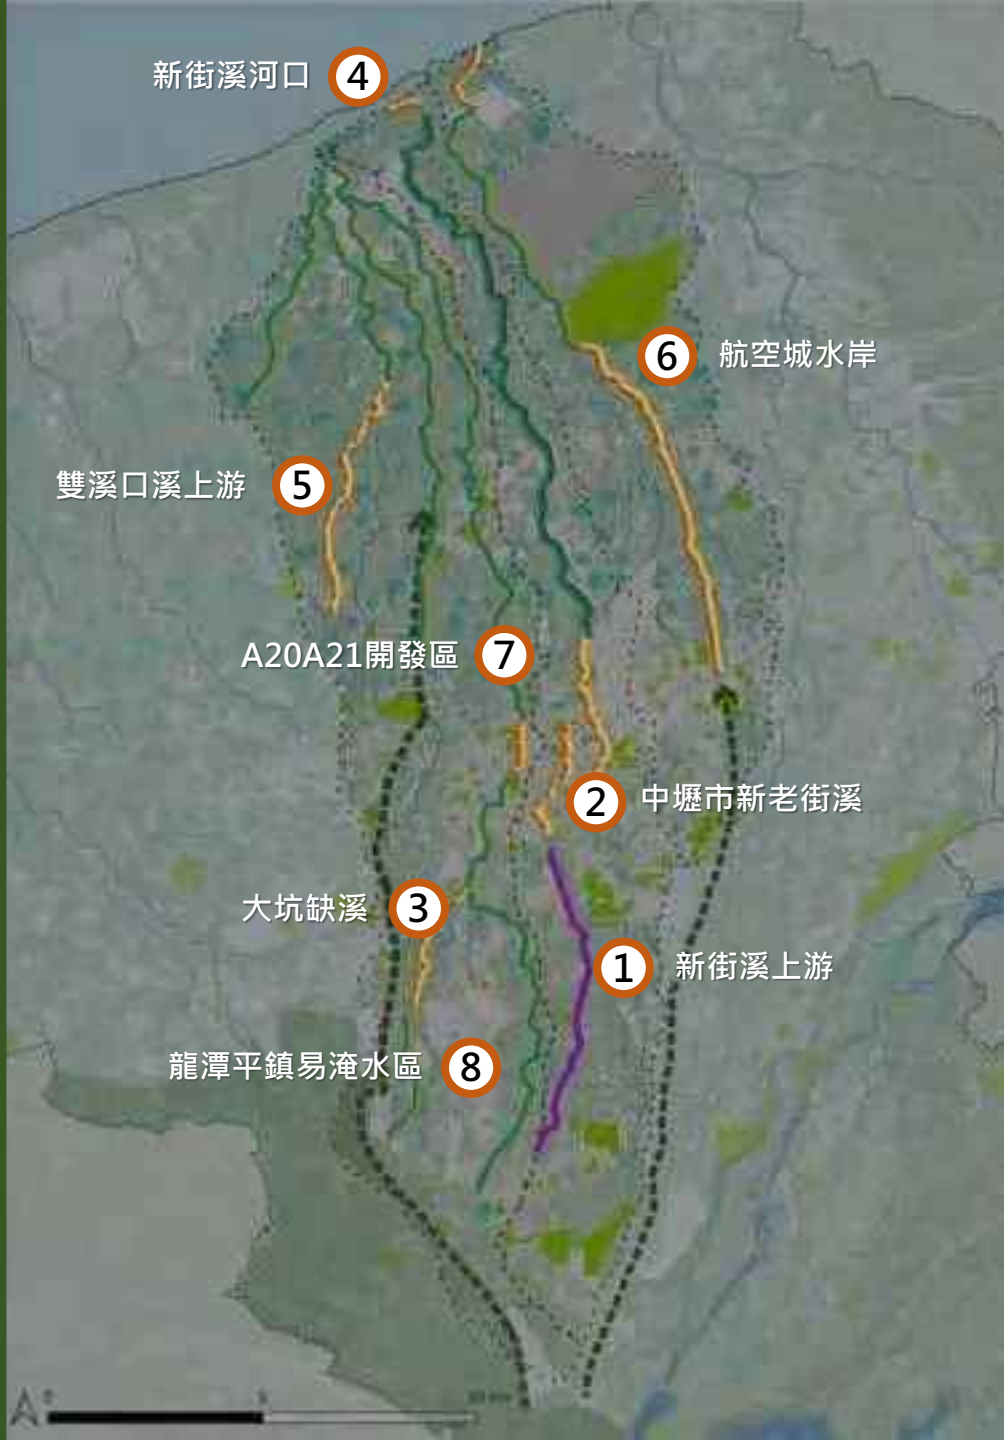 新街溪河口 4
6 航空城水岸
雙溪口溪上游 5
A20A21開發區 7
2 中壢市新老街溪
大坑缺溪 3
1 新街溪上游
龍潭平鎮易淹水區 8